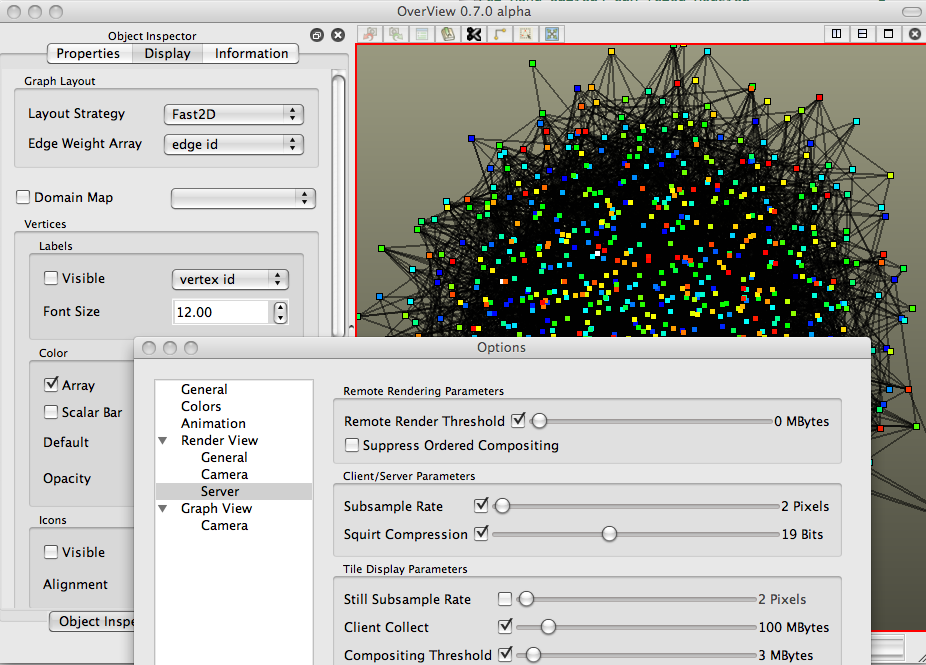 OverView 0.7.0 alpha
Object Inspector
Properties Display Information
Graph Layout
Layout Strategy Fast2D
Edge Weight Array edge id
Domain Map
Vertices
Labels
Visible vertex id
Font Size 12.00
Color
Array
Scalar Bar
Default
Opacity
Icons
Visible
Alignment
Object Inspe
Options
General
Colors
Animation
Render View
General
Camera
Server
Graph View
Camera
Remote Rendering Parameters
Remote Render Threshold 0 MBytes
Suppress Ordered Compositing
Client/Server Parameters
Subsample Rate 2 Pixels
Squirt Compression 19 Bits
Tile Display Parameters
Still Subsample Rate 2 Pixels
Client Collect 100 MBytes
Compositing Threshold 3 MBytes